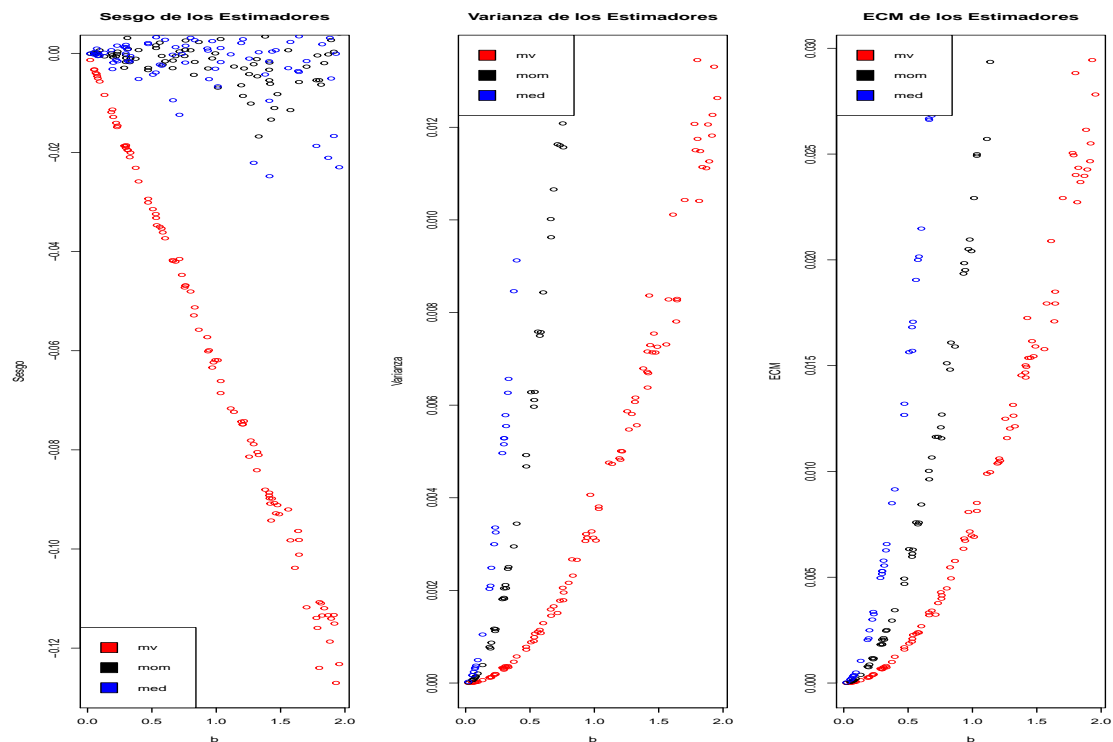 Sesgo de los Estimadores
Sesgo
0.00
-0.02
-0.04
-0.06
-0.08
-0.10
-0.12
mv
mom
med
0.0 0.5 1.0 1.5 2.0
b
Varianza de los Estimadores
Varianza
mv
mom
med
0.012
0.010
0.008
0.006
0.004
0.002
0.000
0.0 0.5 1.0 1.5 2.0
b
ECM de los Estimadores
ECM
mv
mom
med
0.030
0.025
0.020
0.015
0.010
0.005
0.000
0.0 0.5 1.0 1.5 2.0
b